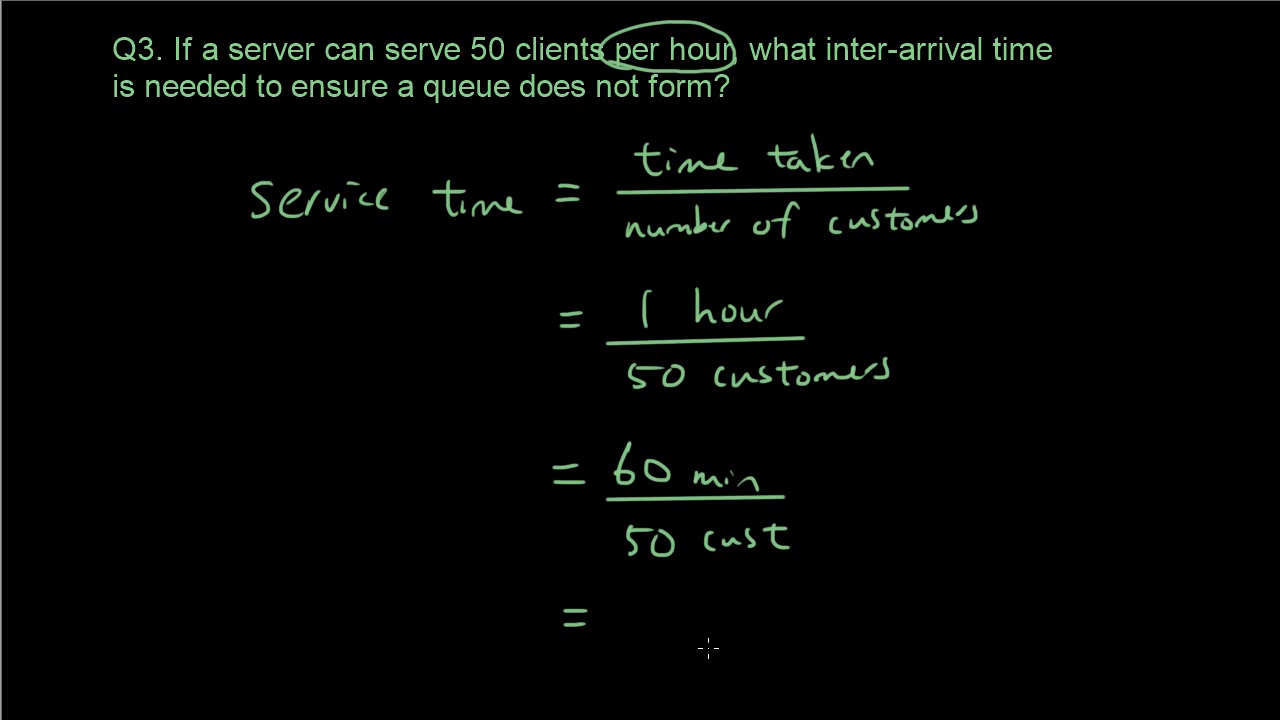 Q3. If a server can serve 50 clients per hour, what inter-arrival time
is needed to ensure a queue does not form?
service time = time taken
number of customers
= 1 hour
50 customers
= 60 min
50 cust
=